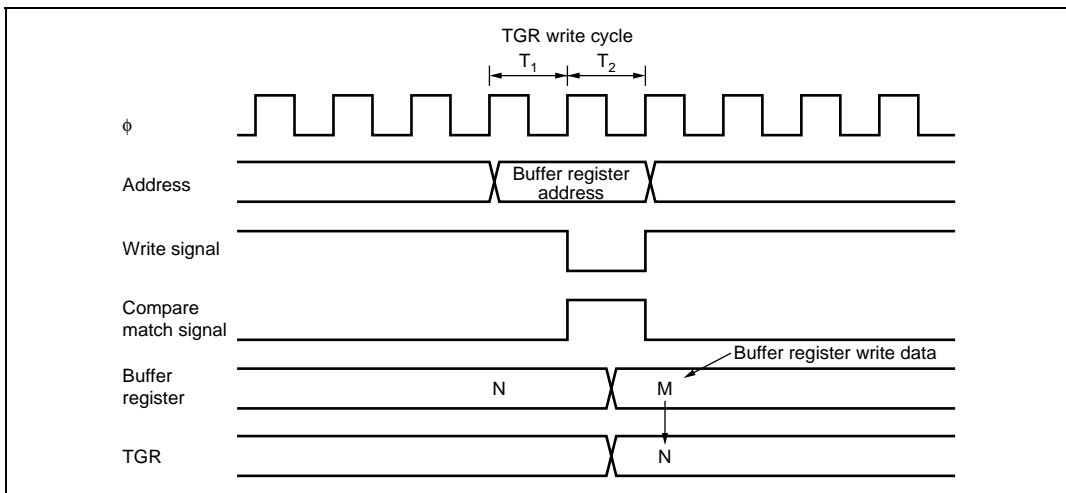 TGR write cycle
T1 T2
ϕ
Address
Buffer register
address
Write signal
Compare
match signal
Buffer register write data
Buffer
register
N M
TGR
N